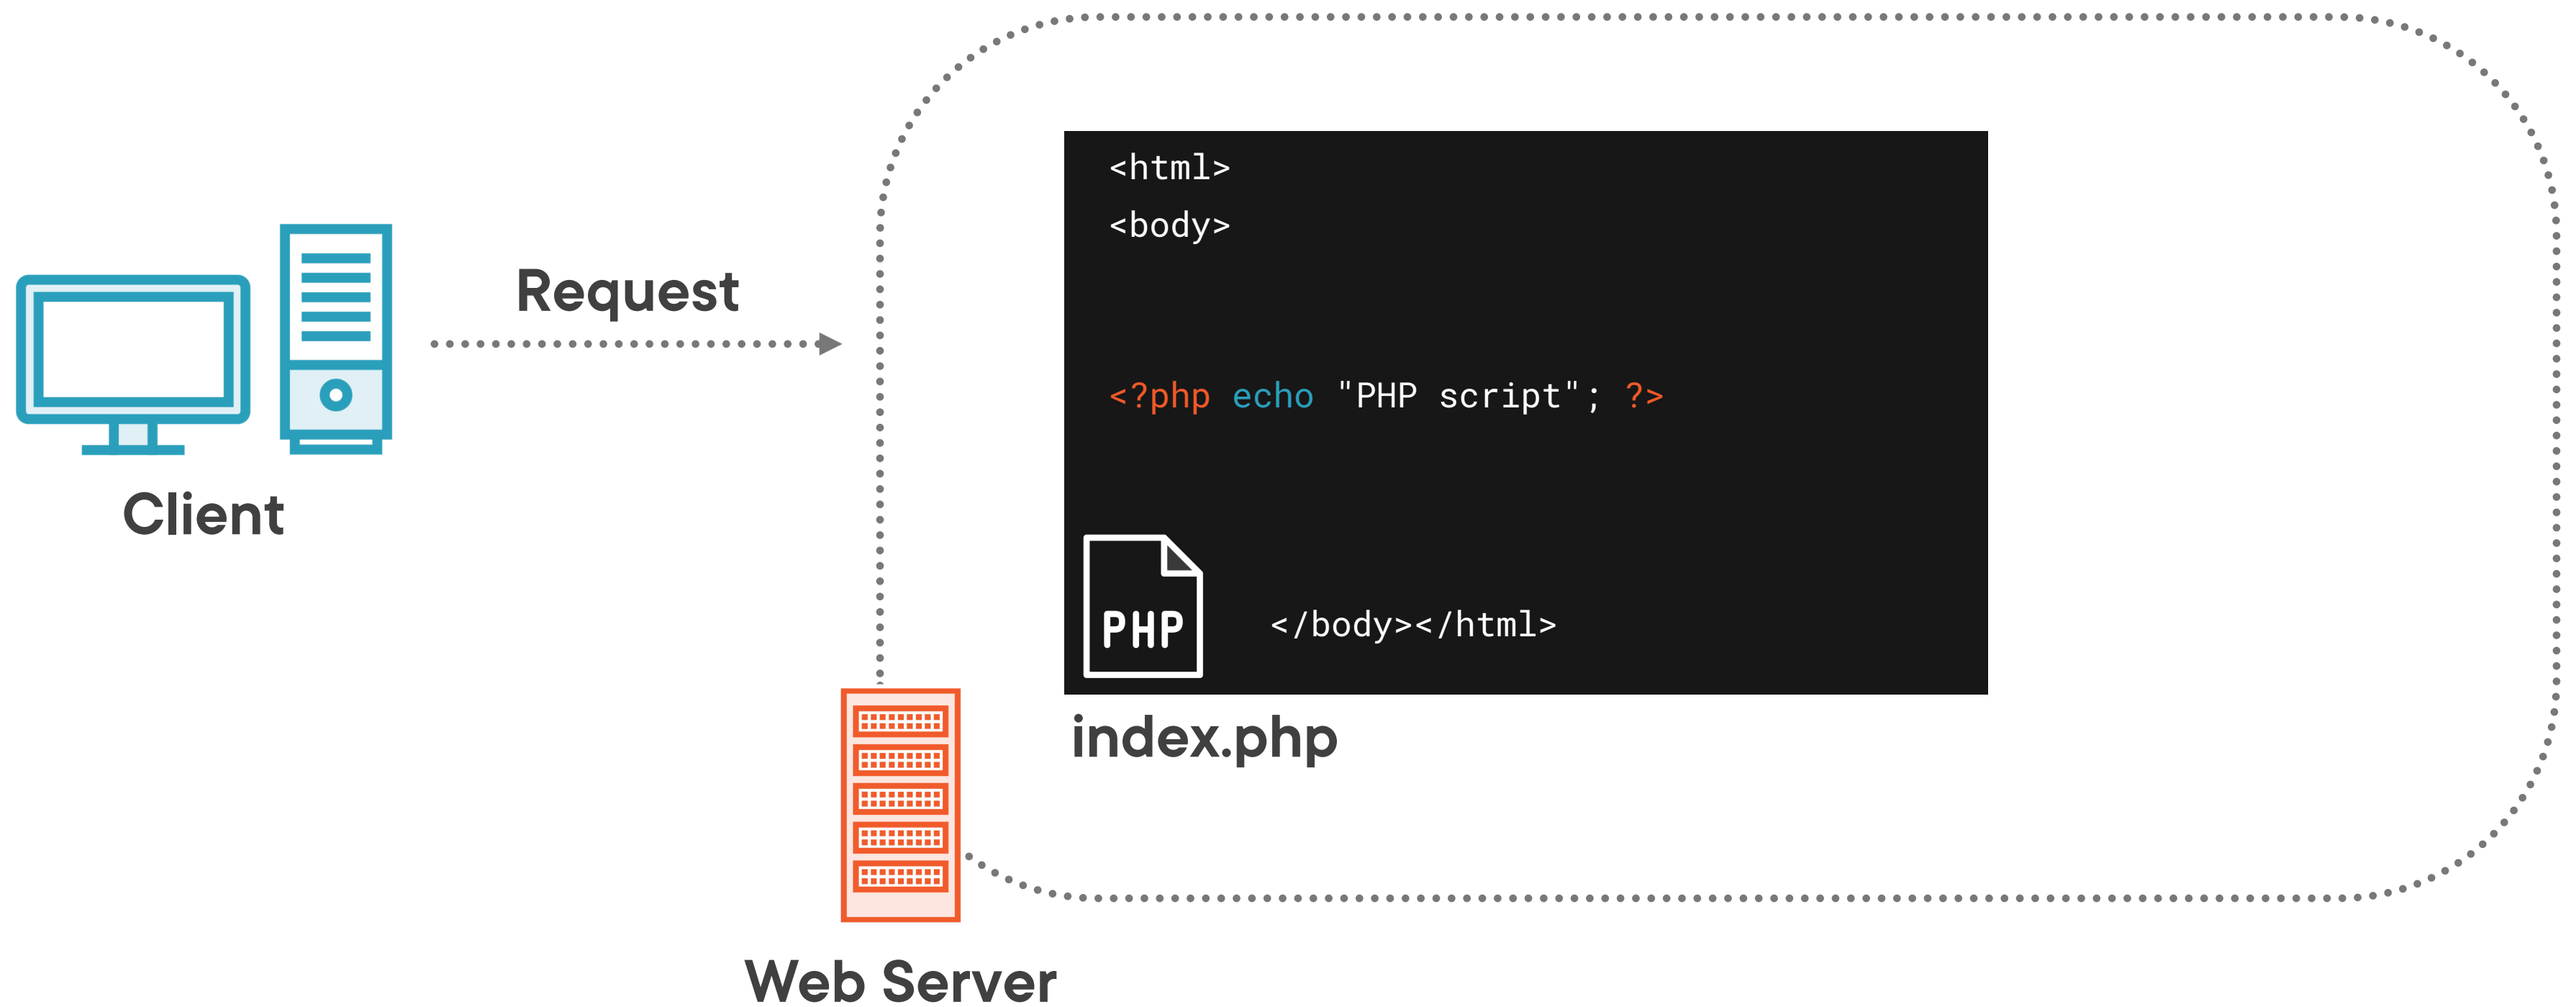 Client
Request
<html>
<body>
<?php echo "PHP script"; ?>
PHP
</body></html>
index.php
Web Server